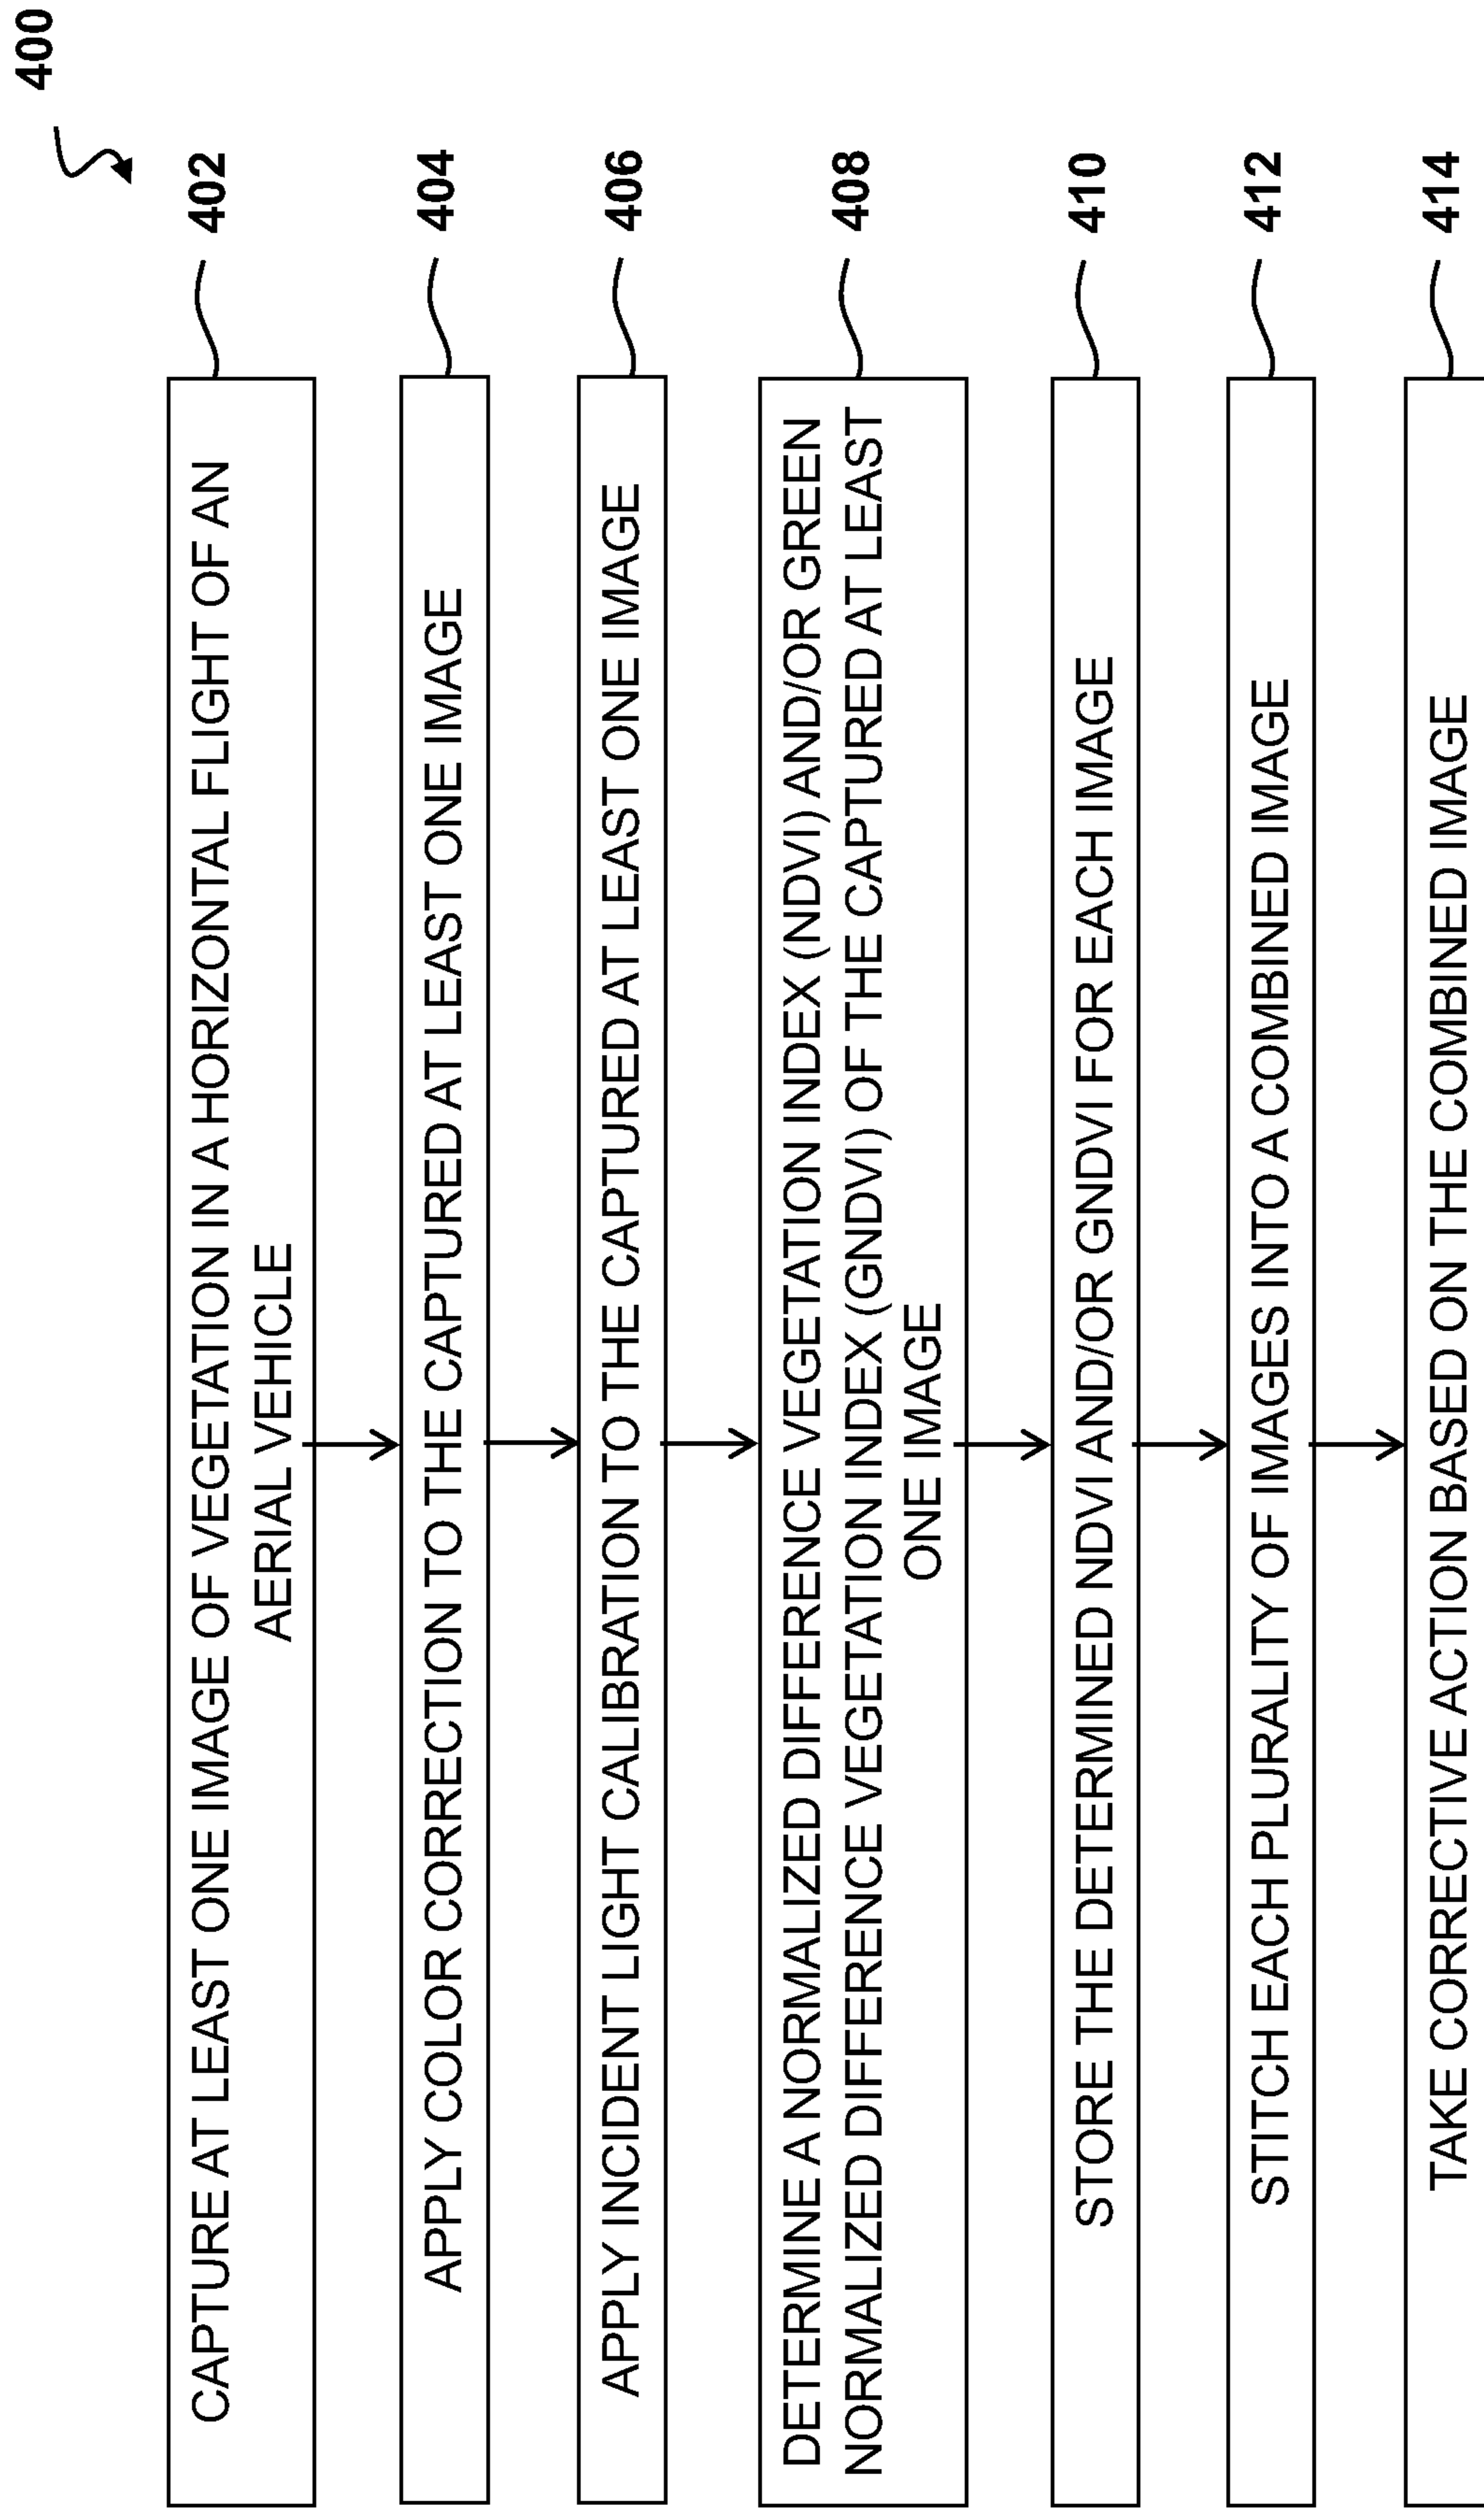 400
CAPTURE AT LEAST ONE IMAGE OF VEGETATION IN A HORIZONTAL FLIGHT OF AN
AERIAL VEHICLE
402
APPLY COLOR CORRECTION TO THE CAPTURED AT LEAST ONE IMAGE
404
APPLY INCIDENT LIGHT CALIBRATION TO THE CAPTURED AT LEAST ONE IMAGE
406
DETERMINE A NORMALIZED DIFFERENCE VEGETATION INDEX (NDVI) AND/OR GREEN
NORMALIZED DIFFERENCE VEGETATION INDEX (GNDVI) OF THE CAPTURED AT LEAST
ONE IMAGE
408
STORE THE DETERMINED NDVI AND/OR GNDVI FOR EACH IMAGE
410
STITCH EACH PLURALITY OF IMAGES INTO A COMBINED IMAGE
412
TAKE CORRECTIVE ACTION BASED ON THE COMBINED IMAGE
414